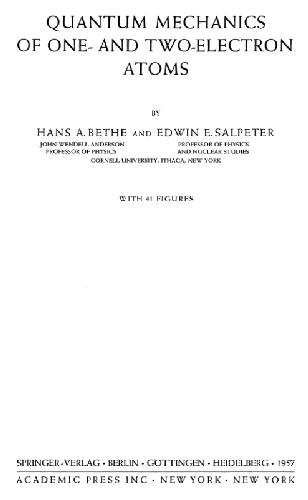 QUANTUM MECHANICS
OF ONE- AND TWO-ELECTRON
ATOMS
BY
HANS A. BETHE AND EDWIN E. SALPETER
JOHN WENDELL ANDERSON PROFESSOR OF PHYSICS
PROFESSOR OF PHYSICS AND NUCLEAR STUDIES
CORNELL UNIVERSITY, ITHACA, NEW YORK
WITH 41 FIGURES
SPRINGER-VERLAG · BERLIN · GOTTINGEN · HEIDELBERG · 1957
ACADEMIC PRESS INC · NEW YORK · NEW YORK